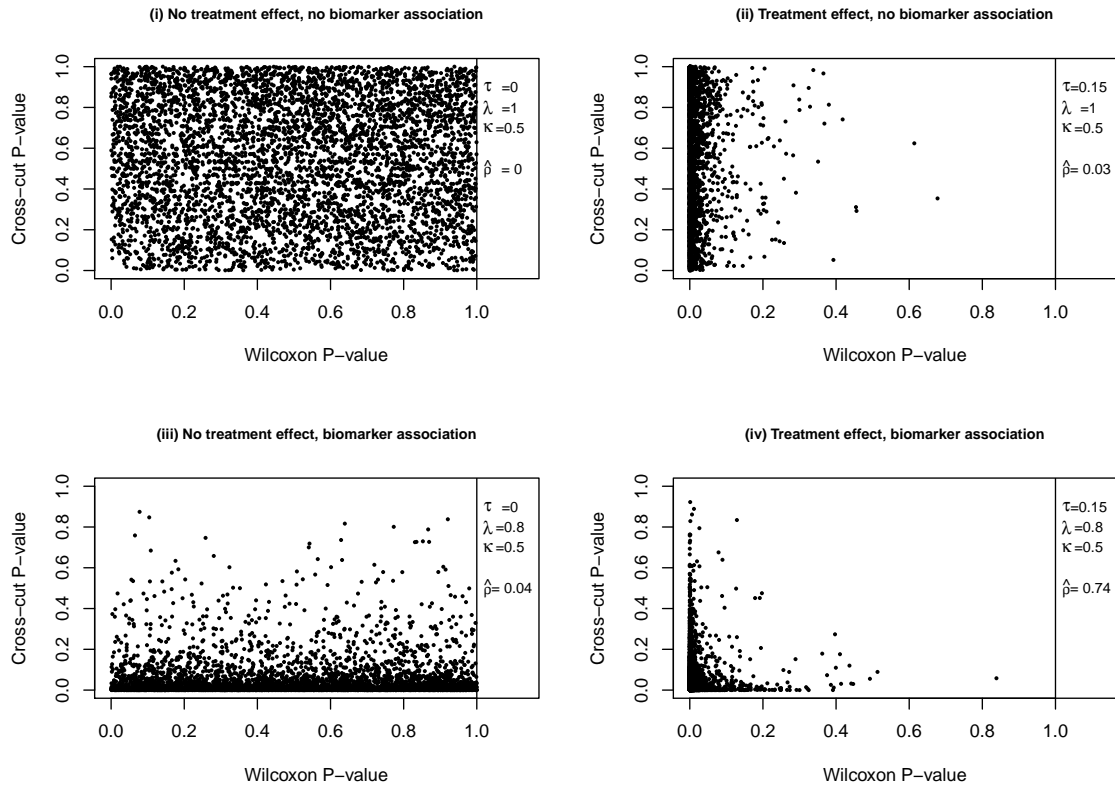 (i) No treatment effect, no biomarker association
Cross−cut P−value
0.0 0.2 0.4 0.6 0.8 1.0
0.0 0.2 0.4 0.6 0.8 1.0
Wilcoxon P−value
τ =0
λ =1
κ =0.5
ρ̂ = 0
(ii) Treatment effect, no biomarker association
Cross−cut P−value
0.0 0.2 0.4 0.6 0.8 1.0
0.0 0.2 0.4 0.6 0.8 1.0
Wilcoxon P−value
τ=0.15
λ =1
κ =0.5
ρ̂= 0.03
(iii) No treatment effect, biomarker association
Cross−cut P−value
0.0 0.2 0.4 0.6 0.8 1.0
0.0 0.2 0.4 0.6 0.8 1.0
Wilcoxon P−value
τ =0
λ =0.8
κ =0.5
ρ̂= 0.04
(iv) Treatment effect, biomarker association
Cross−cut P−value
0.0 0.2 0.4 0.6 0.8 1.0
0.0 0.2 0.4 0.6 0.8 1.0
Wilcoxon P−value
τ=0.15
λ =0.8
κ =0.5
ρ̂= 0.74